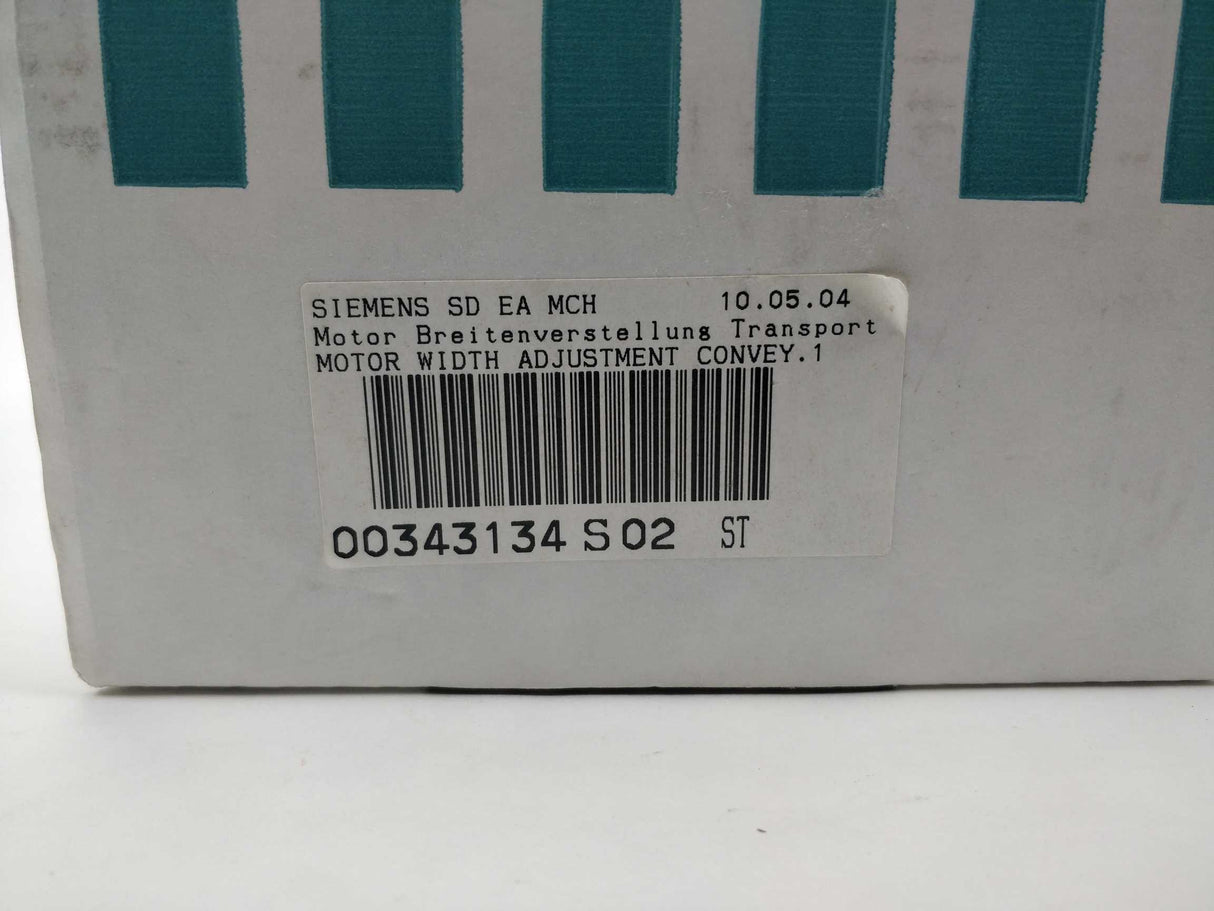 SIEMENS SD EA MCH 10.05.04
Motor Breitenverstellung Transport
MOTOR WIDTH ADJUSTMENT CONVEY.1
00343134 S 02 ST